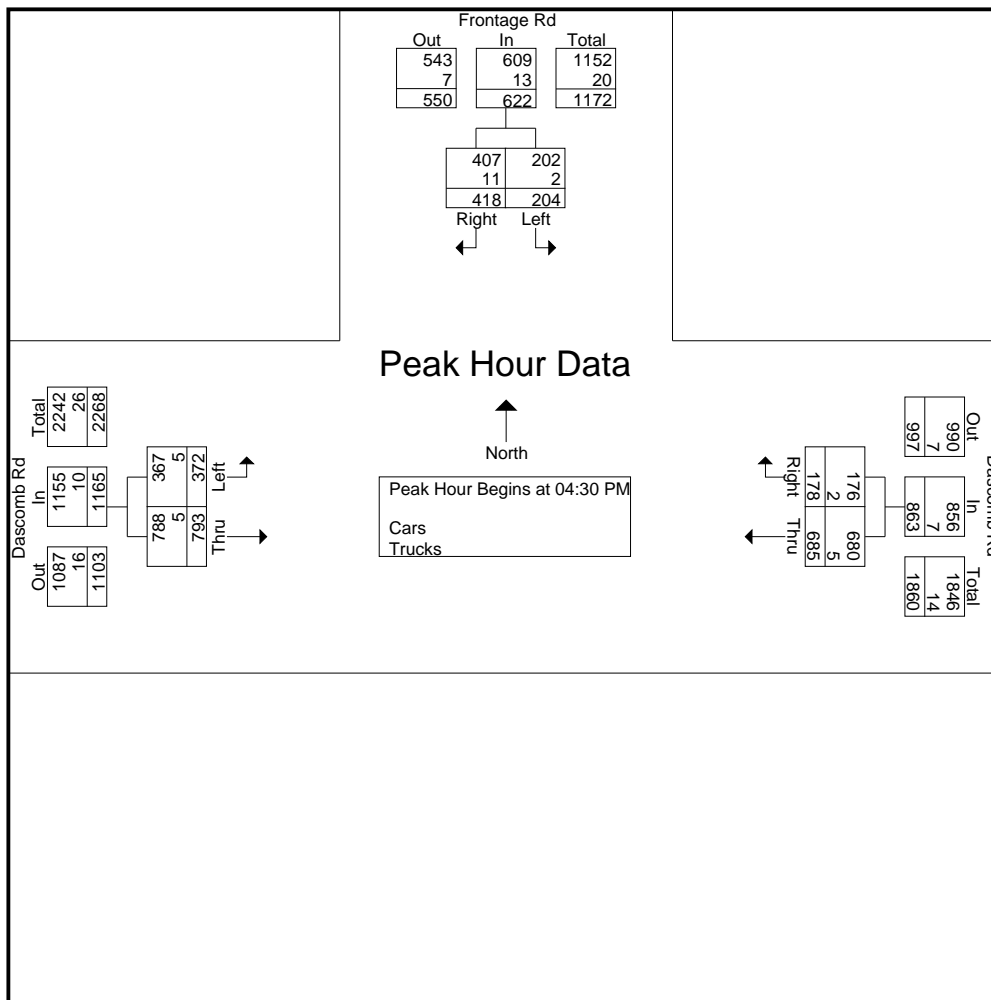 Frontage Rd
Out In Total
543 609 1152
7 13 20
550 622 1172
407 202
11 2
418 204
Right Left
Peak Hour Data
North
Peak Hour Begins at 04:30 PM
Cars
Trucks
Dascomb Rd
Out In Total
1087 1155 2242
16 10 26
1103 1165 2268
788 367
5 5
793 372
Thru Left
Dascomb Rd
Out In Total
990 856 1846
7 7 14
997 863 1860
176 680
2 5
178 685
Right Thru